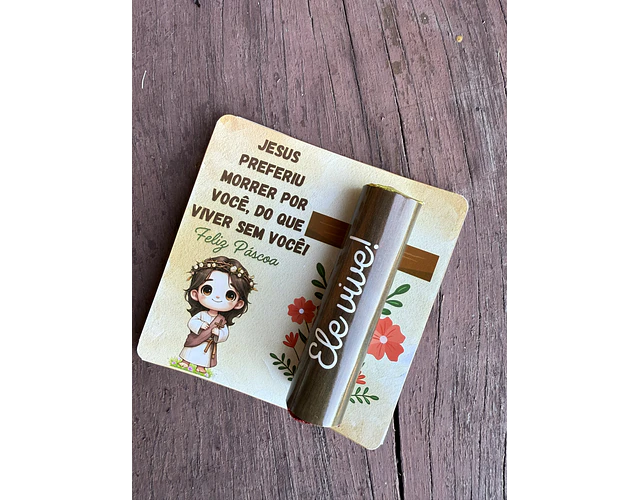 JESUS
PREFERIU
MORRER POR
VOCÊ, DO QUE
VIVER SEM VOCÊ!
Feliz Páscoa
Ele vive!